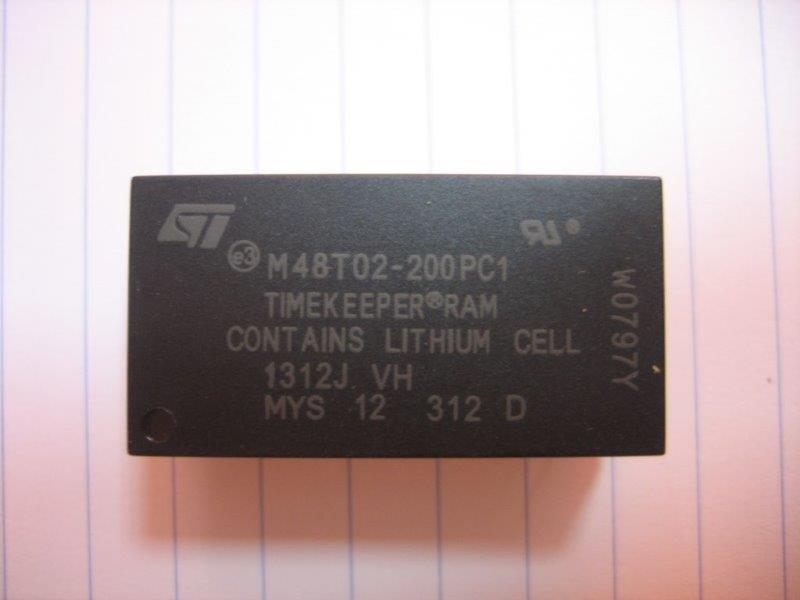 ST
e3 M48T02-200PC1
TIMEKEEPER®RAM
CONTAINS LITHIUM CELL
1312J VH
MYS 12 312 D
W0797Y